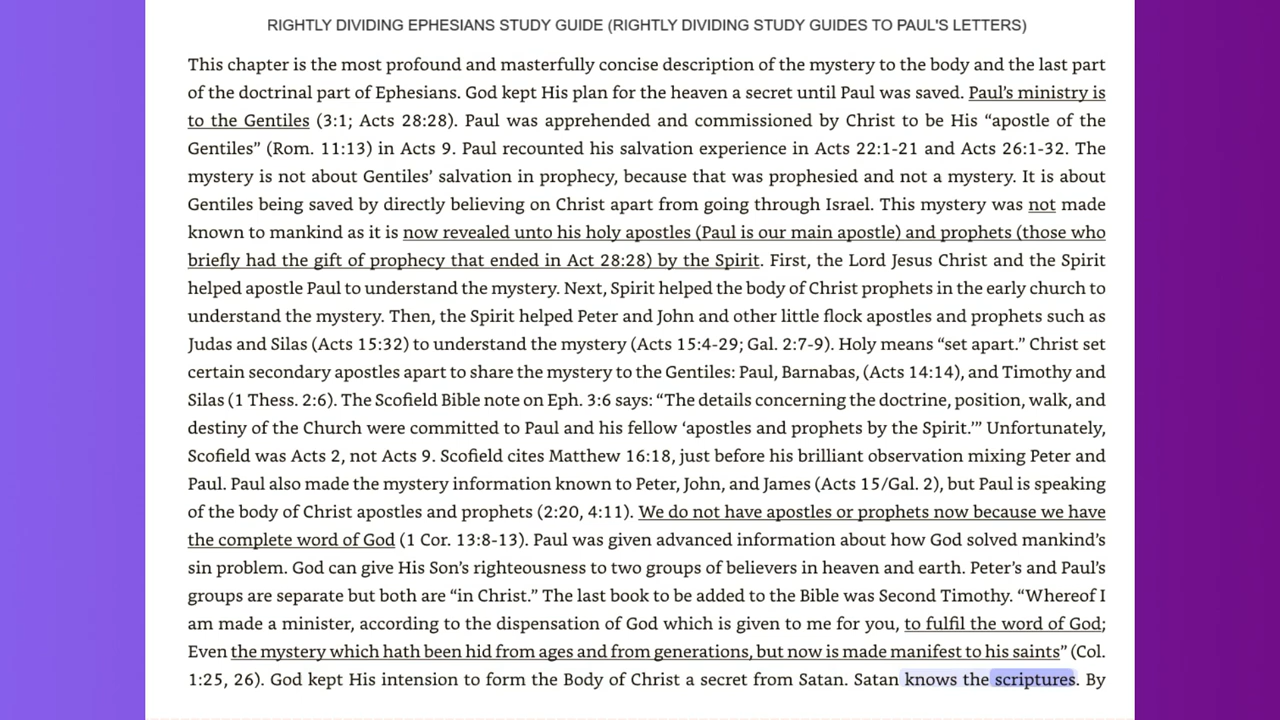 RIGHTLY DIVIDING EPHESIANS STUDY GUIDE (RIGHTLY DIVIDING STUDY GUIDES TO PAUL'S LETTERS)
This chapter is the most profound and masterfully concise description of the mystery to the body and the last part
of the doctrinal part of Ephesians. God kept His plan for the heaven a secret until Paul was saved. Paul’s ministry is
to the Gentiles (3:1; Acts 28:28). Paul was apprehended and commissioned by Christ to be His “apostle of the
Gentiles” (Rom. 11:13) in Acts 9. Paul recounted his salvation experience in Acts 22:1-21 and Acts 26:1-32. The
mystery is not about Gentiles’ salvation in prophecy, because that was prophesied and not a mystery. It is about
Gentiles being saved by directly believing on Christ apart from going through Israel. This mystery was not made
known to mankind as it is now revealed unto his holy apostles (Paul is our main apostle) and prophets (those who
briefly had the gift of prophecy that ended in Act 28:28) by the Spirit. First, the Lord Jesus Christ and the Spirit
helped apostle Paul to understand the mystery. Next, Spirit helped the body of Christ prophets in the early church to
understand the mystery. Then, the Spirit helped Peter and John and other little flock apostles and prophets such as
Judas and Silas (Acts 15:32) to understand the mystery (Acts 15:4-29; Gal. 2:7-9). Holy means “set apart.” Christ set
certain secondary apostles apart to share the mystery to the Gentiles: Paul, Barnabas, (Acts 14:14), and Timothy and
Silas (1 Thess. 2:6). The Scofield Bible note on Eph. 3:6 says: “The details concerning the doctrine, position, walk, and
destiny of the Church were committed to Paul and his fellow ‘apostles and prophets by the Spirit.’” Unfortunately,
Scofield was Acts 2, not Acts 9. Scofield cites Matthew 16:18, just before his brilliant observation mixing Peter and
Paul. Paul also made the mystery information known to Peter, John, and James (Acts 15/Gal. 2), but Paul is speaking
of the body of Christ apostles and prophets (2:20, 4:11). We do not have apostles or prophets now because we have
the complete word of God (1 Cor. 13:8-13). Paul was given advanced information about how God solved mankind’s
sin problem. God can give His Son’s righteousness to two groups of believers in heaven and earth. Peter’s and Paul’s
groups are separate but both are “in Christ.” The last book to be added to the Bible was Second Timothy. “Whereof I
am made a minister, according to the dispensation of God which is given to me for you, to fulfil the word of God;
Even the mystery which hath been hid from ages and from generations, but now is made manifest to his saints” (Col.
1:25, 26). God kept His intension to form the Body of Christ a secret from Satan. Satan knows the scriptures. By